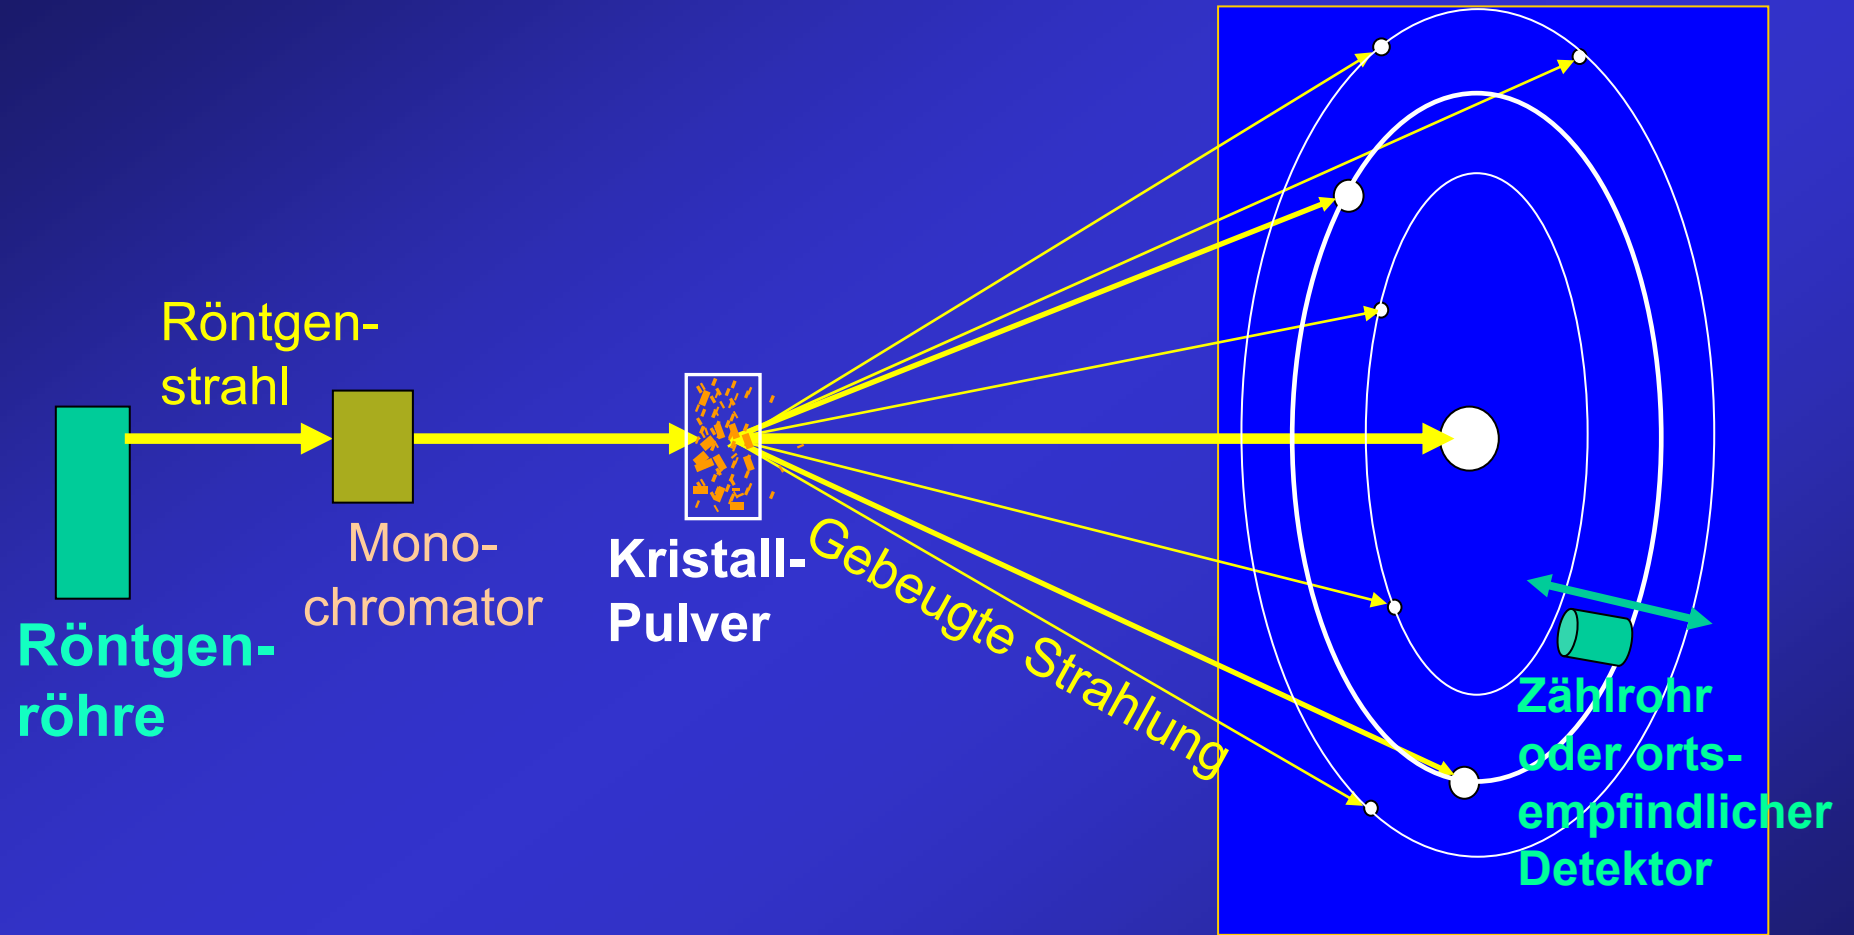 Röntgen-
strahl
Röntgen-
röhre
Mono-
chromator
Kristall-
Pulver
Gebeugte Strahlung
Zählrohr
oder orts-
empfindlicher
Detektor